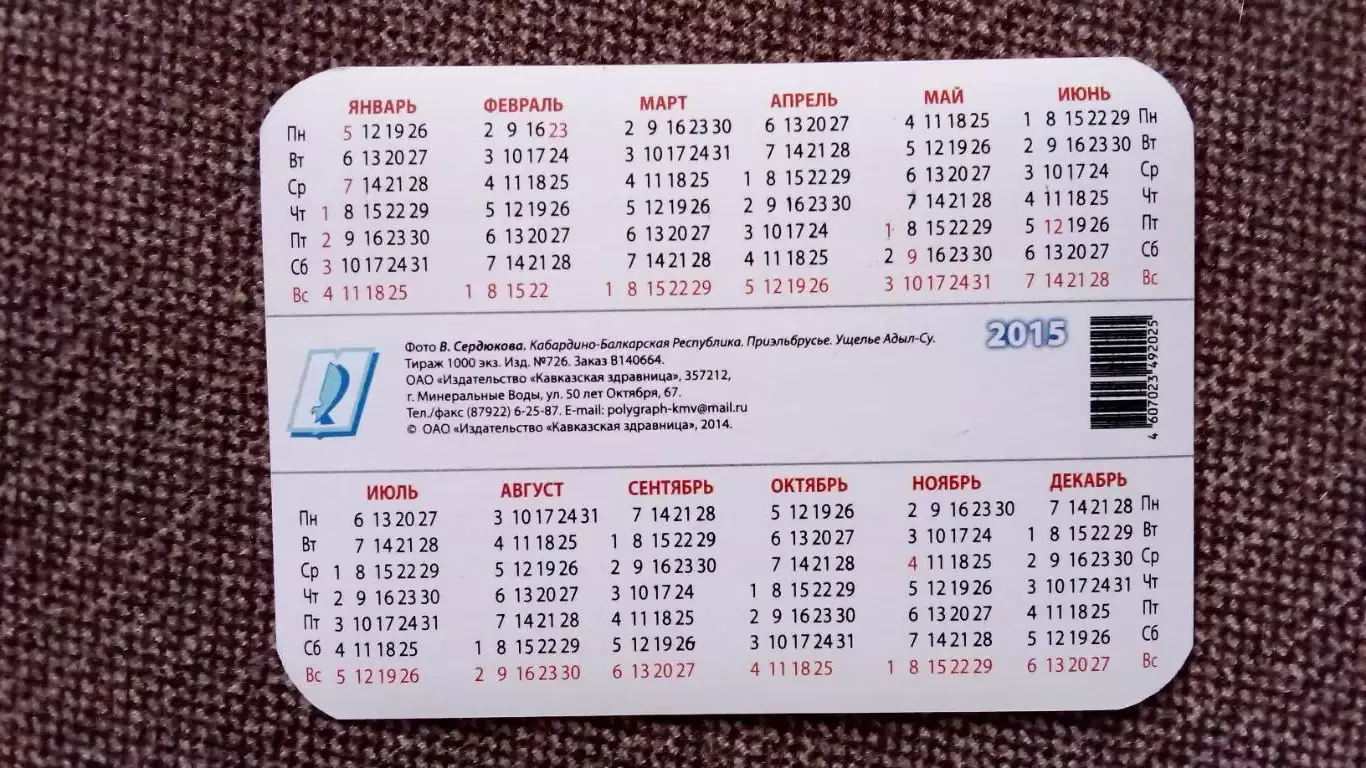 ЯНВАРЬ ФЕВРАЛЬ МАРТ АПРЕЛЬ МАЙ ИЮНЬ
Пн 5 12 19 26 2 9 16 23 2 9 16 23 30 6 13 20 27 4 11 18 25 1 8 15 22 29 Пн
Вт 6 13 20 27 3 10 17 24 3 10 17 24 31 7 14 21 28 5 12 19 26 2 9 16 23 30 Вт
Ср 7 14 21 28 4 11 18 25 4 11 18 25 1 8 15 22 29 6 13 20 27 3 10 17 24 Ср
Чт 1 8 15 22 29 5 12 19 26 5 12 19 26 2 9 16 23 30 7 14 21 28 4 11 18 25 Чт
Пт 2 9 16 23 30 6 13 20 27 6 13 20 27 3 10 17 24 1 8 15 22 29 5 12 19 26 Пт
Сб 3 10 17 24 31 7 14 21 28 7 14 21 28 4 11 18 25 2 9 16 23 30 6 13 20 27 Сб
Вс 4 11 18 25 1 8 15 22 1 8 15 22 29 5 12 19 26 3 10 17 24 31 7 14 21 28 Вс
Фото В. Сердюкова. Кабардино-Балкарская Республика. Приэльбрусье. Ущелье Адыл-Су.
Тираж 1000 экз. Изд. №726. Заказ В140664.
ОАО «Издательство «Кавказская здравница», 357212,
г. Минеральные Воды, ул. 50 лет Октября, 67.
Тел./факс (87922) 6-25-87. E-mail: polygraph-kmv@mail.ru
© ОАО «Издательство «Кавказская здравница», 2014.
2015
4 607023 492025
ИЮЛЬ АВГУСТ СЕНТЯБРЬ ОКТЯБРЬ НОЯБРЬ ДЕКАБРЬ
Пн 6 13 20 27 3 10 17 24 31 7 14 21 28 5 12 19 26 2 9 16 23 30 7 14 21 28 Пн
Вт 7 14 21 28 4 11 18 25 1 8 15 22 29 6 13 20 27 3 10 17 24 1 8 15 22 29 Вт
Ср 1 8 15 22 29 5 12 19 26 2 9 16 23 30 7 14 21 28 4 11 18 25 2 9 16 23 30 Ср
Чт 2 9 16 23 30 6 13 20 27 3 10 17 24 1 8 15 22 29 5 12 19 26 3 10 17 24 31 Чт
Пт 3 10 17 24 31 7 14 21 28 4 11 18 25 2 9 16 23 30 6 13 20 27 4 11 18 25 Пт
Сб 4 11 18 25 1 8 15 22 29 5 12 19 26 3 10 17 24 31 7 14 21 28 5 12 19 26 Сб
Вс 5 12 19 26 2 9 16 23 30 6 13 20 27 4 11 18 25 1 8 15 22 29 6 13 20 27 Вс